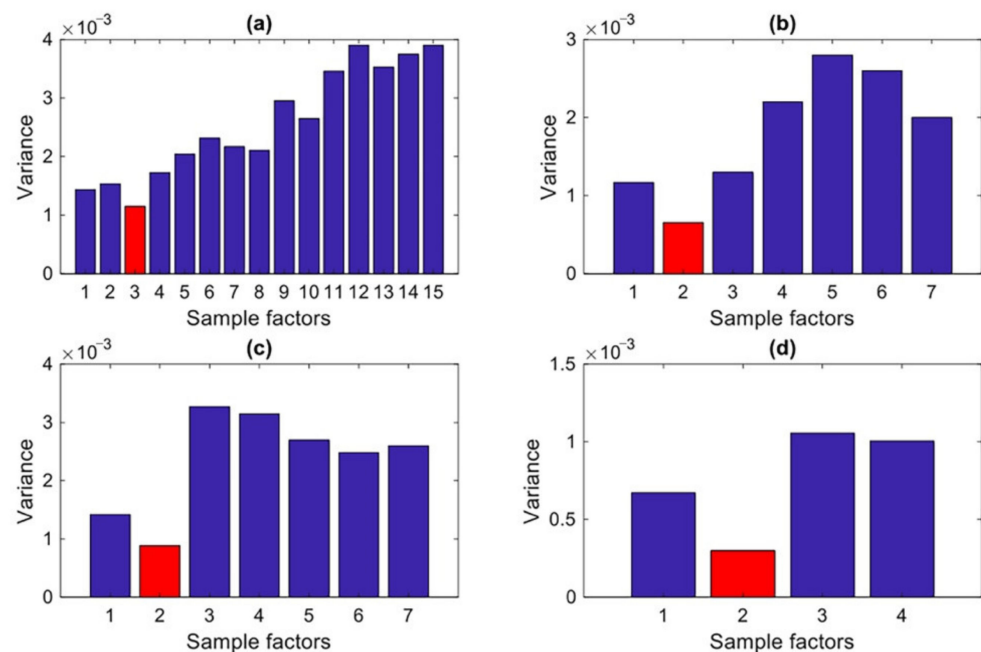 (a)
×10⁻³
4
3
2
1
0
Variance
1 2 3 4 5 6 7 8 9 10 11 12 13 14 15
Sample factors
(b)
×10⁻³
3
2
1
0
Variance
1 2 3 4 5 6 7
Sample factors
(c)
×10⁻³
4
3
2
1
0
Variance
1 2 3 4 5 6 7
Sample factors
(d)
×10⁻³
1.5
1
0.5
0
Variance
1 2 3 4
Sample factors